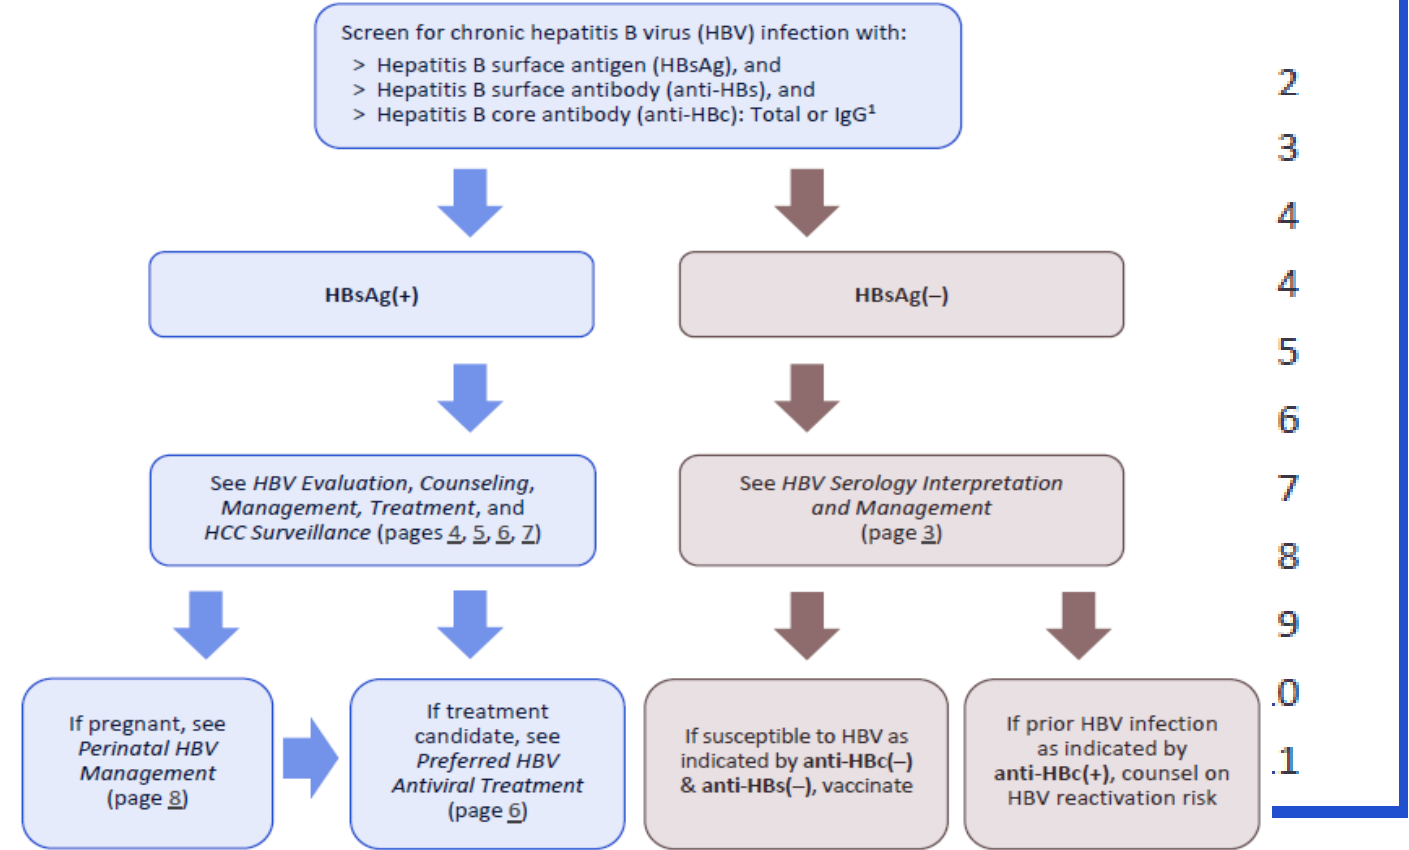 Screen for chronic hepatitis B virus (HBV) infection with:
> Hepatitis B surface antigen (HBsAg), and
> Hepatitis B surface antibody (anti-HBs), and
> Hepatitis B core antibody (anti-HBc): Total or IgG¹
HBsAg(+)
HBsAg(–)
See HBV Evaluation, Counseling,
Management, Treatment, and
HCC Surveillance (pages 4, 5, 6, 7)
See HBV Serology Interpretation
and Management
(page 3)
If pregnant, see
Perinatal HBV
Management
(page 8)
If treatment
candidate, see
Preferred HBV
Antiviral Treatment
(page 6)
If susceptible to HBV as
indicated by anti-HBc(–)
& anti-HBs(–), vaccinate
If prior HBV infection
as indicated by
anti-HBc(+), counsel on
HBV reactivation risk
2
3
4
4
5
6
7
8
9
.0
.1